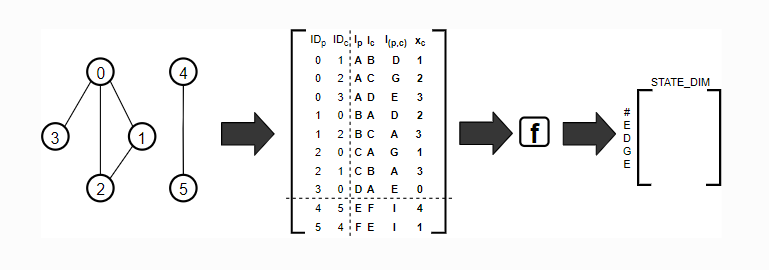 0
4
3
1
2
5
IDp IDc Ip Ic I(p,c) xc
0 1 A B D 1
0 2 A C G 2
0 3 A D E 3
1 0 B A D 2
1 2 B C A 3
2 0 C A G 1
2 1 C B A 3
3 0 D A E 0
4 5 E F I 4
5 4 F E I 1
f
STATE_DIM
#
E
D
G
E